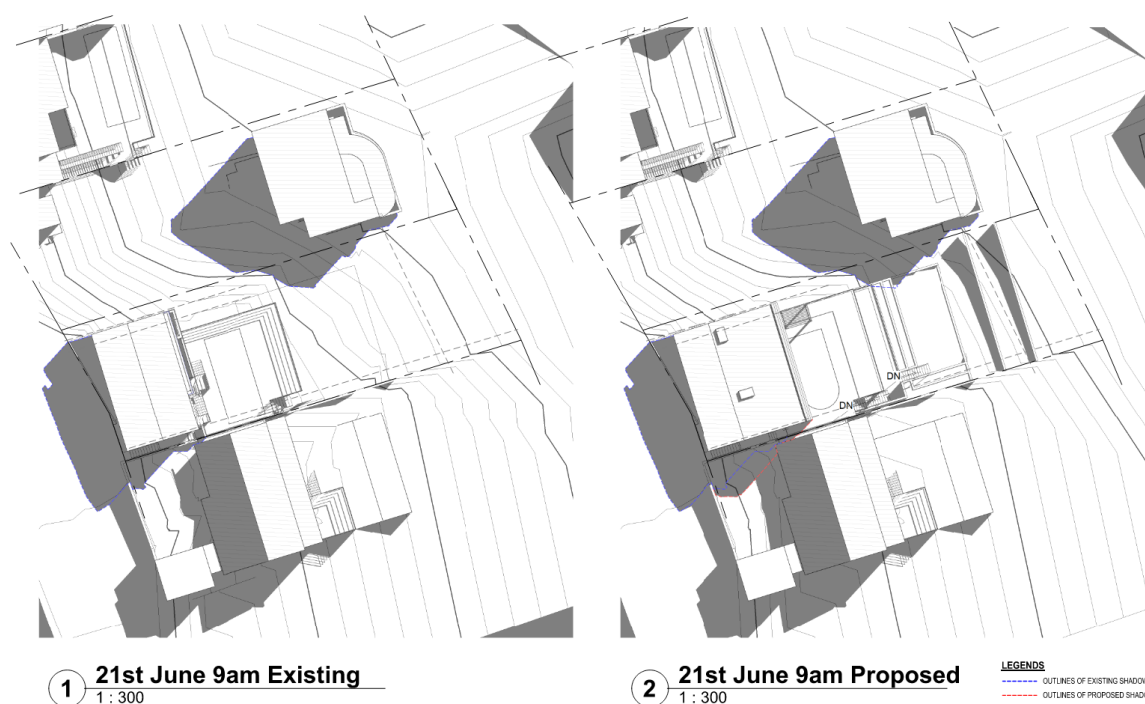 DN
DN
1
21st June 9am Existing
1 : 300
2
21st June 9am Proposed
1 : 300
LEGENDS
OUTLINES OF EXISTING SHADOW
OUTLINES OF PROPOSED SHAD